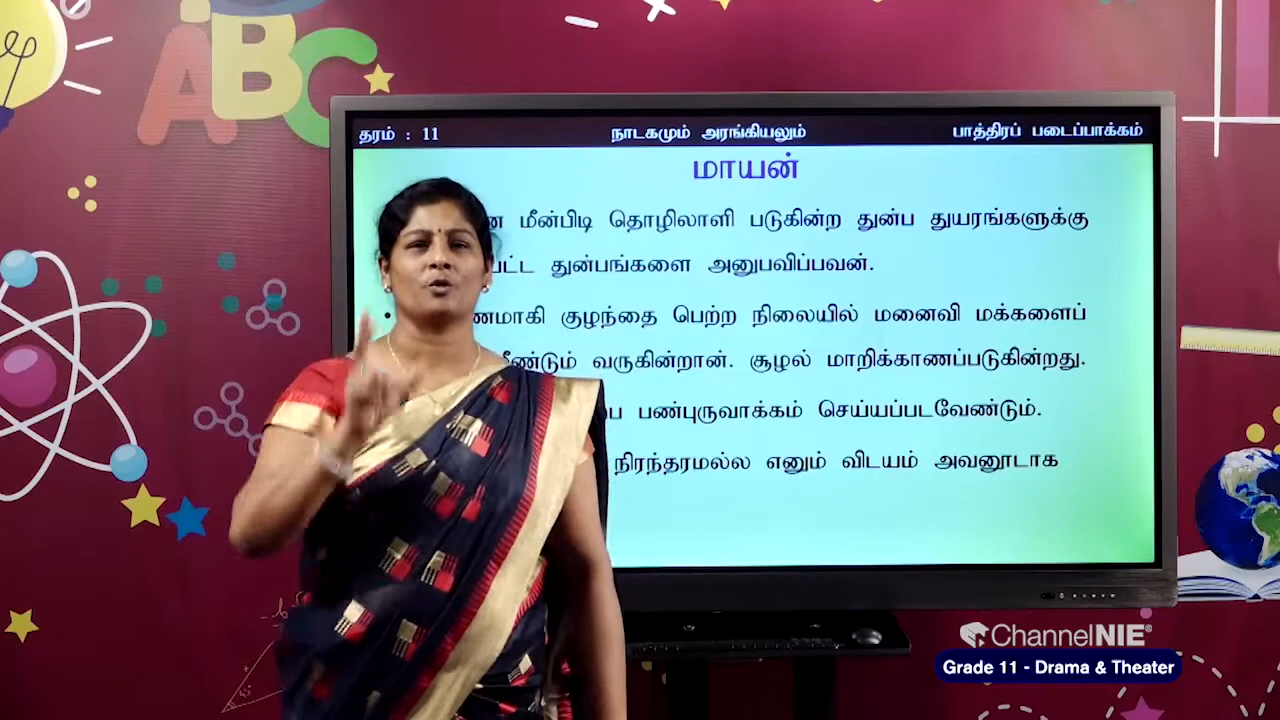 ABC
தரம் : 11 நாடகமும் அரங்கியலும் பாத்திரப் படைப்பாக்கம்
மாயன்
மீன்பிடி தொழிலாளி படுகின்ற துன்ப துயரங்களுக்கு
துன்பங்களை அனுபவிப்பவன்.
குழந்தை பெற்ற நிலையில் மனைவி மக்களைப்
வருகின்றான். சூழல் மாறிக்காணப்படுகின்றது.
பண்புருவாக்கம் செய்யப்படவேண்டும்.
நிரந்தரமல்ல எனும் விடயம் அவனூடாக
ChannelNIE®
Grade 11 - Drama & Theater